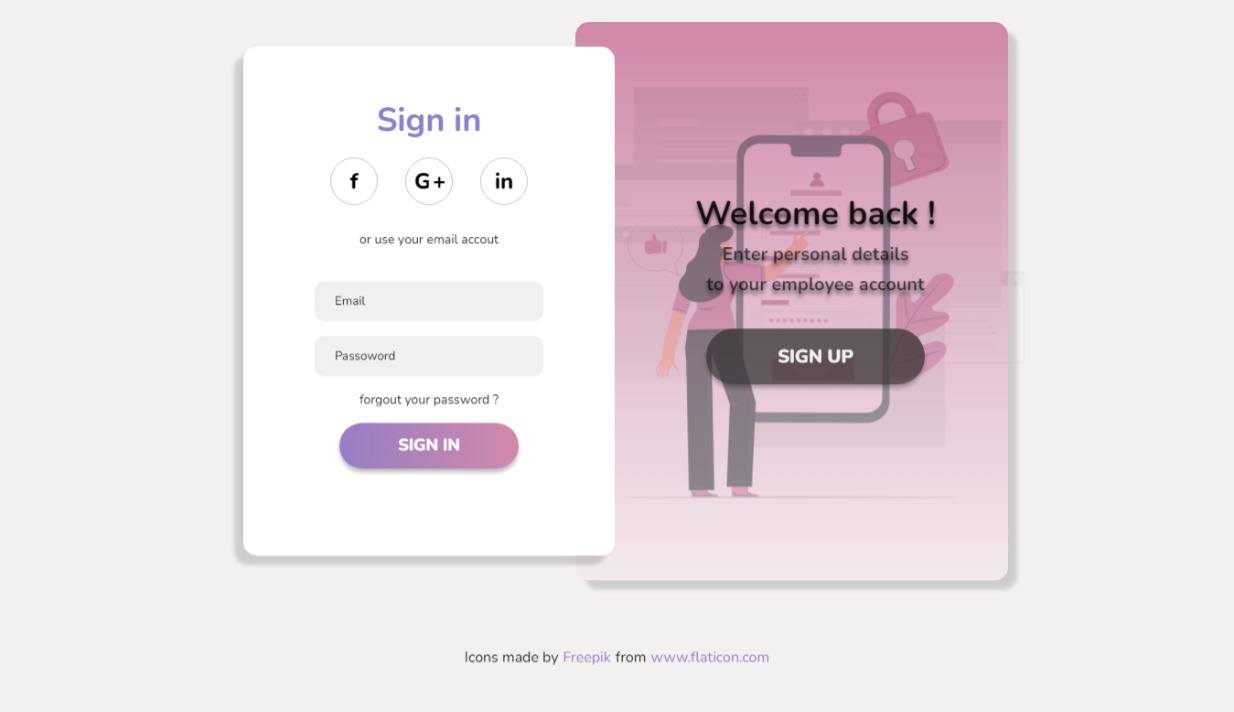 Sign in
f G+ in
or use your email accout
Email
Passoword
forgout your password ?
SIGN IN
Welcome back !
Enter personal details
to your employee account
SIGN UP
Icons made by Freepik from www.flaticon.com